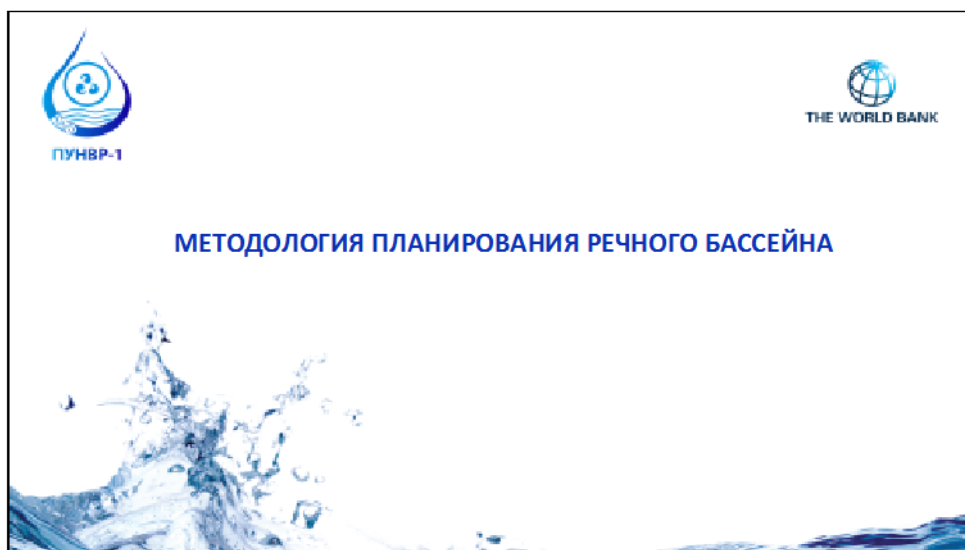 ПУНВР-1
THE WORLD BANK
МЕТОДОЛОГИЯ ПЛАНИРОВАНИЯ РЕЧНОГО БАССЕЙНА